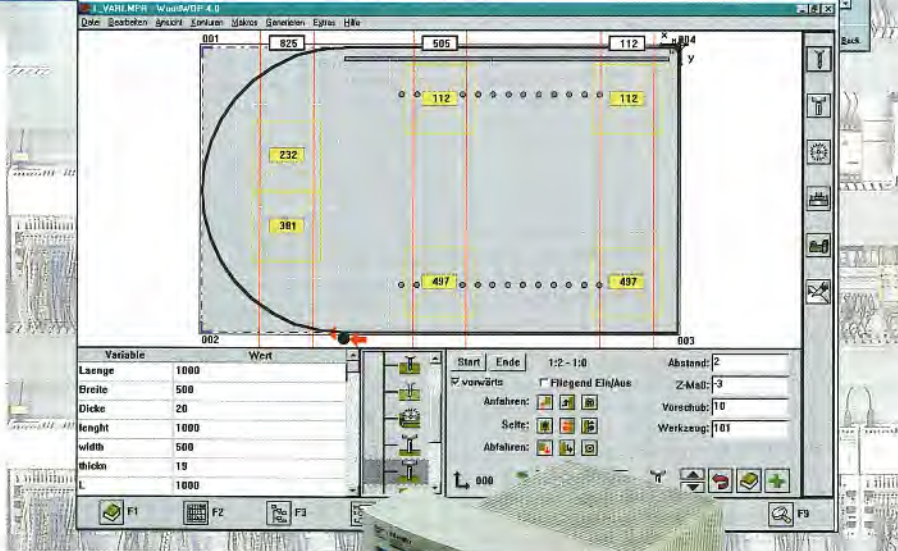 1_VARI.MPR - WoodWOP 4.0
Datei Bearbeiten Ansicht Konturen Makros Generieren Extras Hilfe
Back
001 825 505 112 x 004
y
112 112
232
381
497 497
002 003
Variable Wert
Laenge 1000
Breite 500
Dicke 20
lenght 1000
width 500
thickn 19
L 1000
Start Ende 1:2 - 1:0
vorwärts Fliegend Ein/Aus
Anfahren:
Seite:
Abfahren:
000
Abstand: 2
Z-Maß: -3
Vorschub: 10
Werkzeug: 101
F1 F2 F3 F9